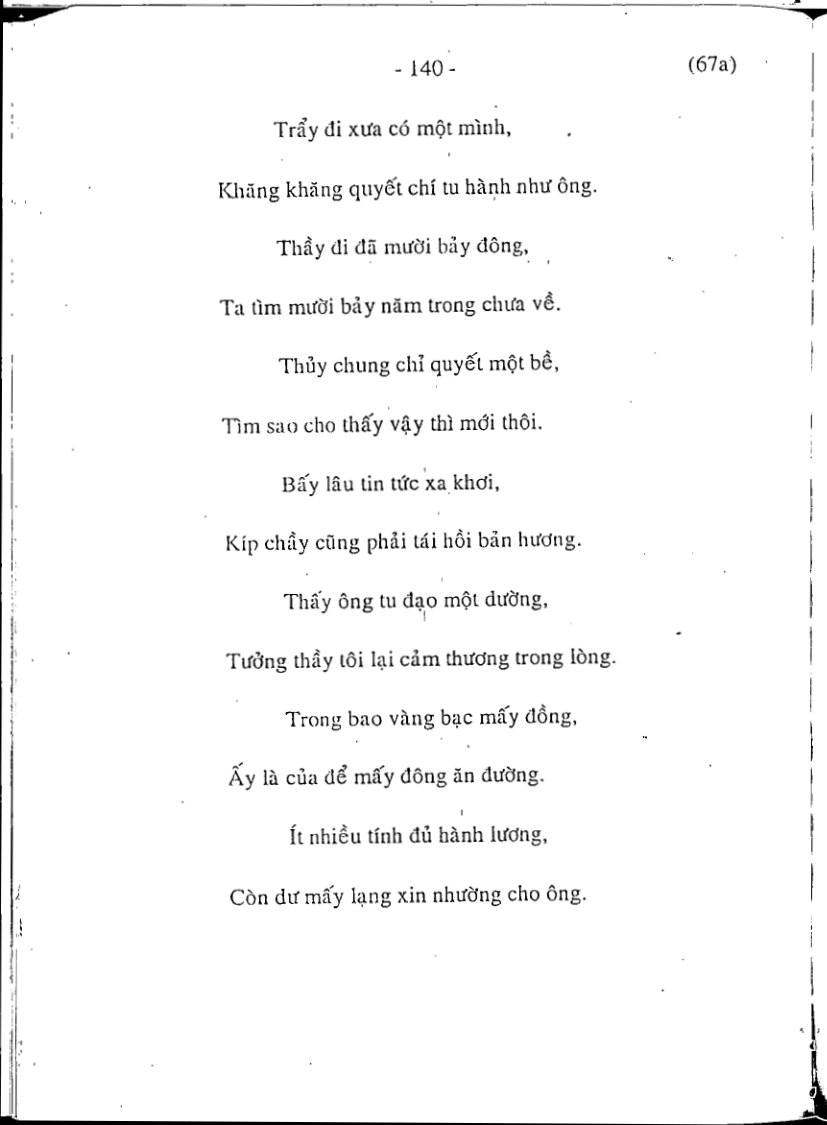 - 140 - (67a)
Trẩy đi xưa có một mình,
Khăng khăng quyết chí tu hành như ông.
Thầy đi đã mười bảy đông,
Ta tìm mười bảy năm trong chưa về.
Thủy chung chỉ quyết một bề,
Tìm sao cho thấy vậy thì mới thôi.
Bấy lâu tin tức xa khơi,
Kíp chầy cũng phải tái hồi bản hương.
Thấy ông tu đạo một dường,
Tưởng thầy tôi lại cảm thương trong lòng.
Trong bao vàng bạc mấy đồng,
Ấy là của để mấy đông ăn đường.
Ít nhiều tính đủ hành lương,
Còn dư mấy lạng xin nhường cho ông.